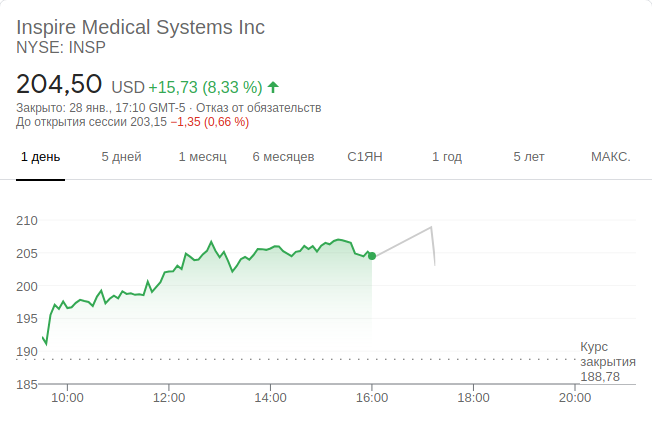 Inspire Medical Systems Inc
NYSE: INSP
204,50 USD +15,73 (8,33 %)
Закрыто: 28 янв., 17:10 GMT-5 · Отказ от обязательств
До открытия сессии 203,15 −1,35 (0,66 %)
1 день 5 дней 1 месяц 6 месяцев С1ЯН 1 год 5 лет МАКС.
210
205
200
195
190
185
Курс
закрытия
188,78
10:00 12:00 14:00 16:00 18:00 20:00